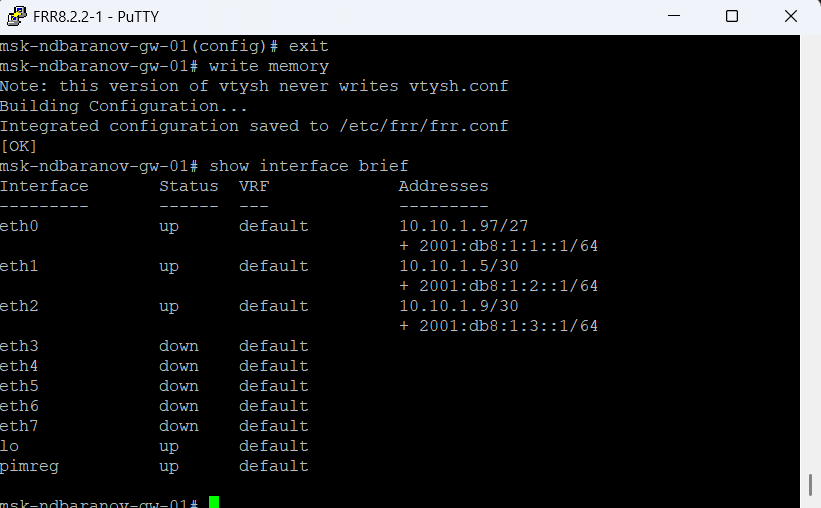 FRR8.2.2-1 - PuTTY
msk-ndbaranov-gw-01(config)# exit
msk-ndbaranov-gw-01# write memory
Note: this version of vtysh never writes vtysh.conf
Building Configuration...
Integrated configuration saved to /etc/frr/frr.conf
[OK]
msk-ndbaranov-gw-01# show interface brief
Interface       Status  VRF             Addresses
---------       ------  ---             ---------
eth0            up      default         10.10.1.97/27
                                        + 2001:db8:1:1::1/64
eth1            up      default         10.10.1.5/30
                                        + 2001:db8:1:2::1/64
eth2            up      default         10.10.1.9/30
                                        + 2001:db8:1:3::1/64
eth3            down    default
eth4            down    default
eth5            down    default
eth6            down    default
eth7            down    default
lo              up      default
pimreg          up      default
msk-ndbaranov-gw-01#